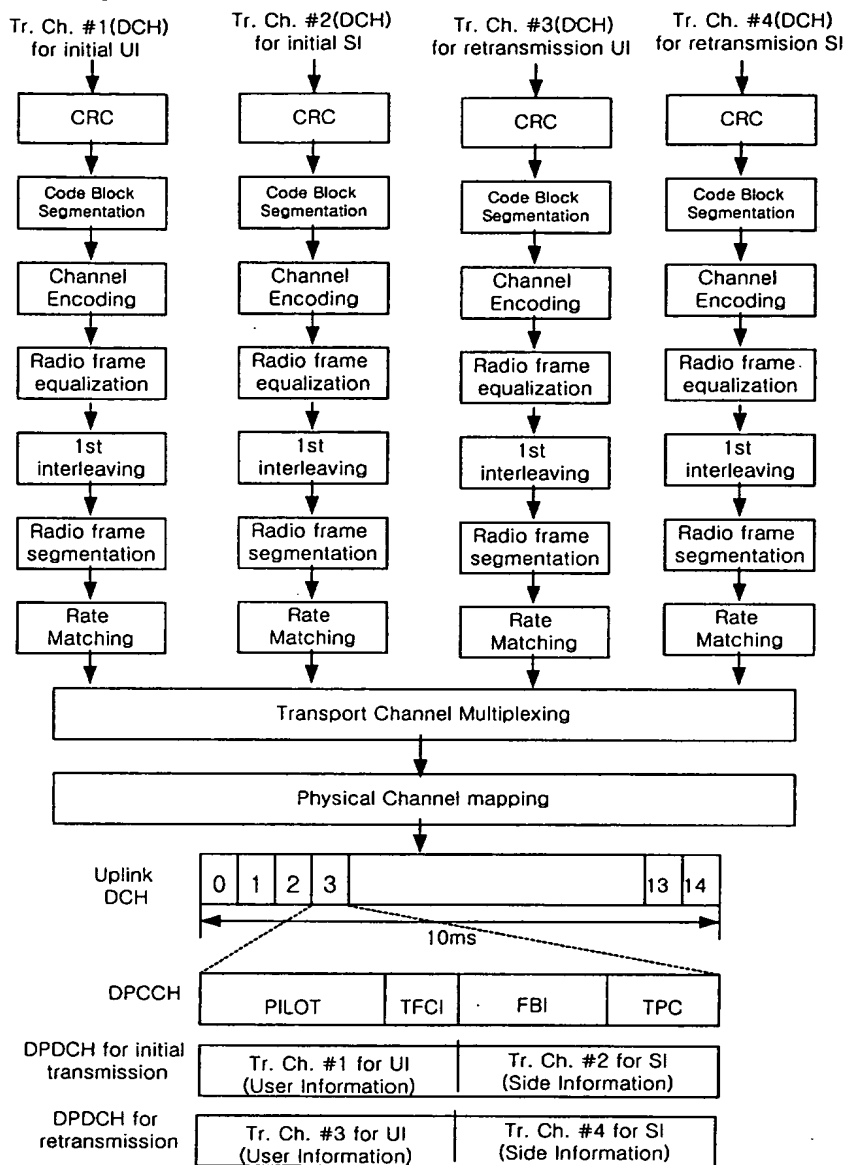 Tr. Ch. #1(DCH)
for initial UI
Tr. Ch. #2(DCH)
for initial SI
Tr. Ch. #3(DCH)
for retransmission UI
Tr. Ch. #4(DCH)
for retransmision SI
CRC
CRC
CRC
CRC
Code Block
Segmentation
Code Block
Segmentation
Code Block
Segmentation
Code Block
Segmentation
Channel
Encoding
Channel
Encoding
Channel
Encoding
Channel
Encoding
Radio frame
equalization
Radio frame
equalization
Radio frame
equalization
Radio frame
equalization
1st
interleaving
1st
interleaving
1st
interleaving
1st
interleaving
Radio frame
segmentation
Radio frame
segmentation
Radio frame
segmentation
Radio frame
segmentation
Rate
Matching
Rate
Matching
Rate
Matching
Rate
Matching
Transport Channel Multiplexing
Physical Channel mapping
Uplink
DCH
0 1 2 3 13 14
10ms
DPCCH
PILOT TFCI FBI TPC
DPDCH for initial
transmission
Tr. Ch. #1 for UI
(User Information)
Tr. Ch. #2 for SI
(Side Information)
DPDCH for
retransmission
Tr. Ch. #3 for UI
(User Information)
Tr. Ch. #4 for SI
(Side Information)